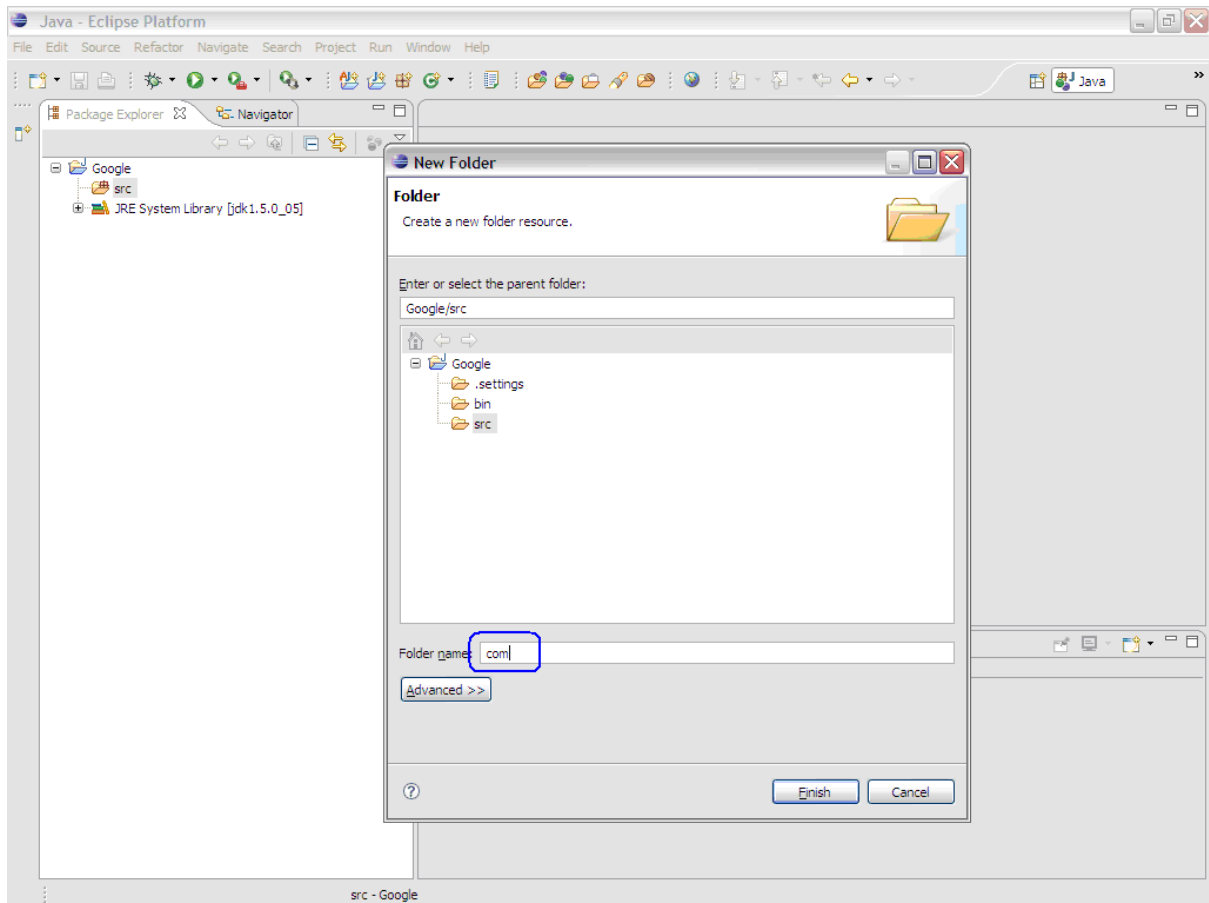 Java - Eclipse Platform
File Edit Source Refactor Navigate Search Project Run Window Help
Java
»
Package Explorer
Navigator
Google
src
JRE System Library [jdk1.5.0_05]
New Folder
Folder
Create a new folder resource.
Enter or select the parent folder:
Google/src
Google
.settings
bin
src
Folder name: com
Advanced >>
Finish Cancel
src - Google